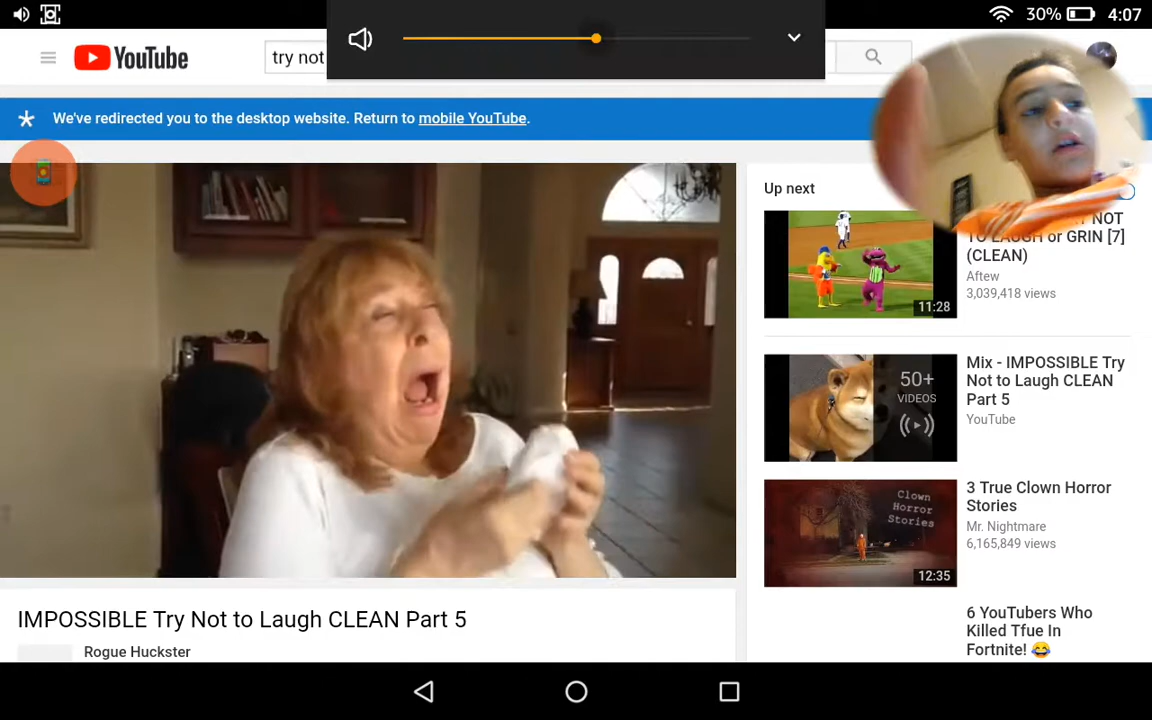 30% 4:07
YouTube
try not
We've redirected you to the desktop website. Return to mobile YouTube.
Up next
NOT
TO LAUGH or GRIN [7]
(CLEAN)
Aftew
3,039,418 views
11:28
Mix - IMPOSSIBLE Try
Not to Laugh CLEAN
Part 5
YouTube
50+
VIDEOS
3 True Clown Horror
Stories
Mr. Nightmare
6,165,849 views
Clown
Horror
Stories
12:35
6 YouTubers Who
Killed Tfue In
Fortnite! 😂
IMPOSSIBLE Try Not to Laugh CLEAN Part 5
Rogue Huckster